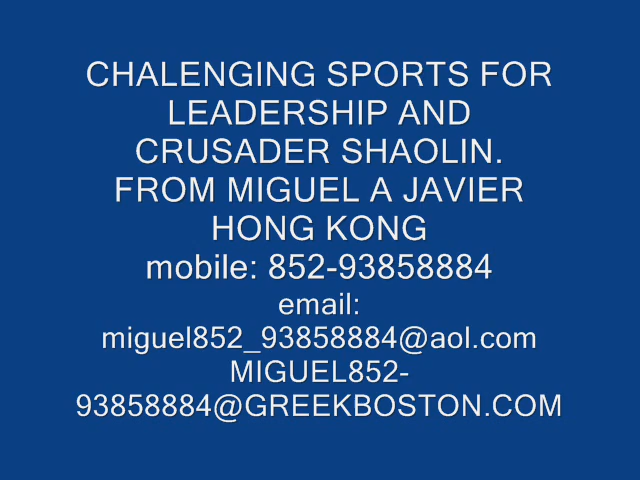 CHALENGING SPORTS FOR
LEADERSHIP AND
CRUSADER SHAOLIN.
FROM MIGUEL A JAVIER
HONG KONG
mobile: 852-93858884
email:
miguel852_93858884@aol.com
MIGUEL852-
93858884@GREEKBOSTON.COM